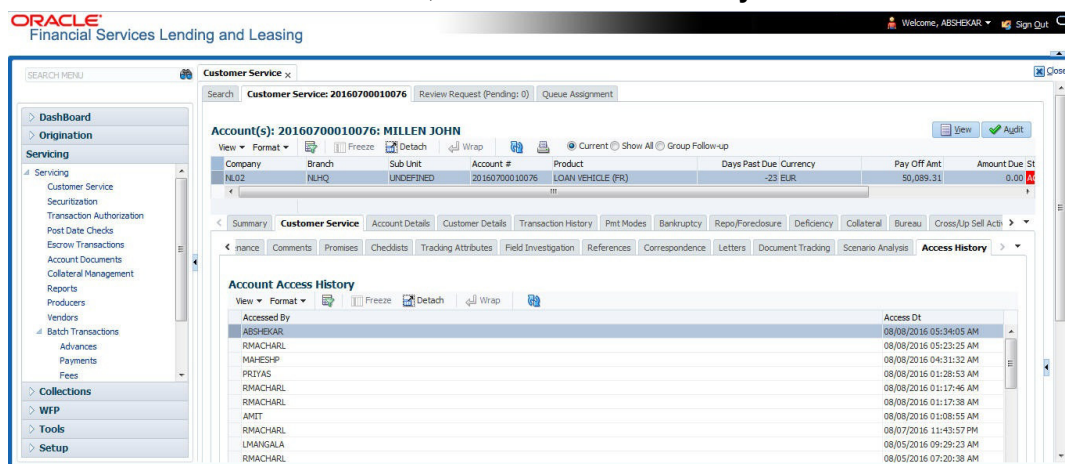 ORACLE
Financial Services Lending and Leasing
Welcome, ABSHEKAR
Sign Out
SEARCH MENU
Customer Service x
Close
Search Customer Service: 20160700010076 Review Request (Pending: 0) Queue Assignment
DashBoard
Origination
Servicing
Servicing
Customer Service
Securitization
Transaction Authorization
Post Date Checks
Escrow Transactions
Account Documents
Collateral Management
Reports
Producers
Vendors
Batch Transactions
Advances
Payments
Fees
Collections
WFP
Tools
Setup
Account(s): 20160700010076: MILLEN JOHN
View Audit
View Format Freeze Detach Wrap Current Show All Group Follow-up
Company Branch Sub Unit Account # Product Days Past Due Currency Pay Off Amt Amount Due St
NL02 NLHQ UNDEFINED 20160700010076 LOAN VEHICLE (FR) -23 EUR 50,089.31 0.00
Summary Customer Service Account Details Customer Details Transaction History Pmt Modes Bankruptcy Repo/Foreclosure Deficiency Collateral Bureau Cross/Up Sell Activ
nance Comments Promises Checklists Tracking Attributes Field Investigation References Correspondence Letters Document Tracking Scenario Analysis Access History
Account Access History
View Format Freeze Detach Wrap
Accessed By Access Dt
ABSHEKAR 08/08/2016 05:34:05 AM
RMACHARL 08/08/2016 05:23:25 AM
MAHESHP 08/08/2016 04:31:32 AM
PRIYAS 08/08/2016 01:28:53 AM
RMACHARL 08/08/2016 01:17:46 AM
RMACHARL 08/08/2016 01:17:38 AM
AMIT 08/08/2016 01:08:55 AM
RMACHARL 08/07/2016 11:43:57 PM
LMANGALA 08/05/2016 09:29:23 AM
RMACHARL 08/05/2016 07:20:38 AM